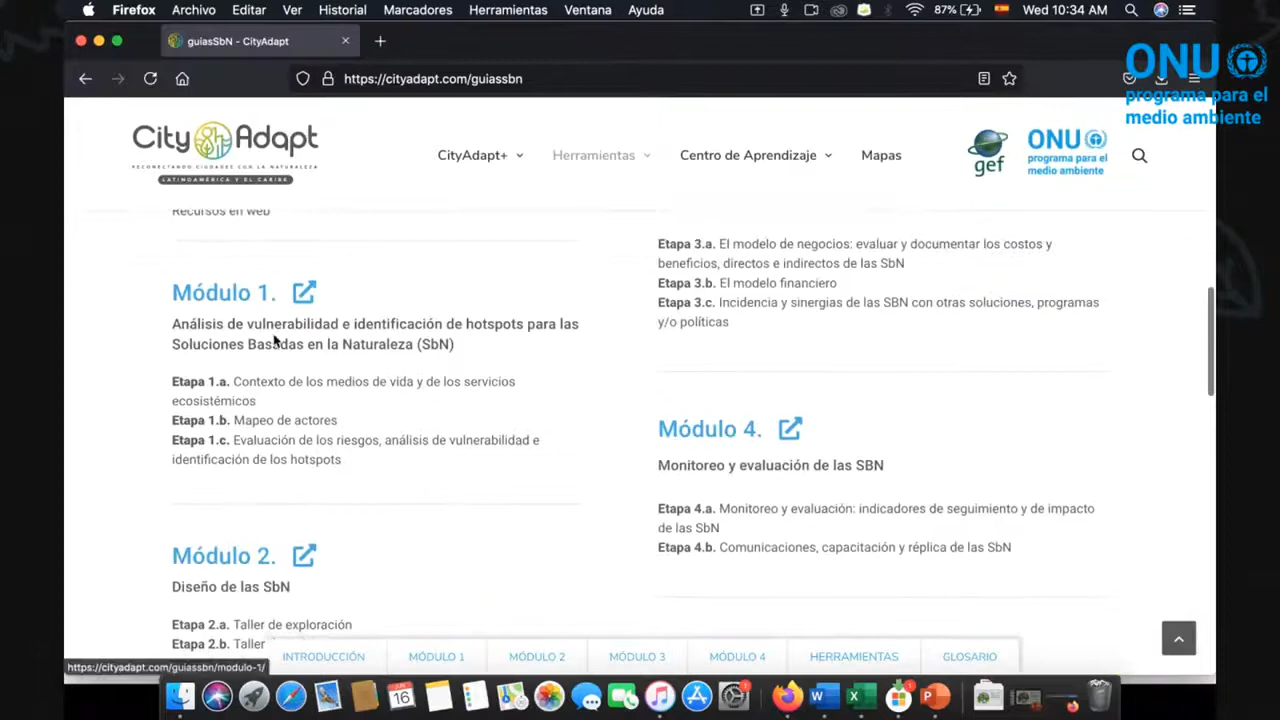 Firefox Archivo Editar Ver Historial Marcadores Herramientas Ventana Ayuda
87% Wed 10:34 AM
guiasSbN - CityAdapt
https://cityadapt.com/guiassbn
ONU
programa para el
medio ambiente
City Adapt
RECONECTANDO CIUDADES CON LA NATURALEZA
LATINOAMÉRICA Y EL CARIBE
CityAdapt+ Herramientas Centro de Aprendizaje Mapas
gef
ONU
programa para el
medio ambiente
Recursos en web
Módulo 1.
Análisis de vulnerabilidad e identificación de hotspots para las
Soluciones Basadas en la Naturaleza (SbN)
Etapa 1.a. Contexto de los medios de vida y de los servicios
ecosistémicos
Etapa 1.b. Mapeo de actores
Etapa 1.c. Evaluación de los riesgos, análisis de vulnerabilidad e
identificación de los hotspots
Módulo 2.
Diseño de las SbN
Etapa 2.a. Taller de exploración
Etapa 2.b. Taller
Etapa 3.a. El modelo de negocios: evaluar y documentar los costos y
beneficios, directos e indirectos de las SbN
Etapa 3.b. El modelo financiero
Etapa 3.c. Incidencia y sinergias de las SBN con otras soluciones, programas
y/o políticas
Módulo 4.
Monitoreo y evaluación de las SBN
Etapa 4.a. Monitoreo y evaluación: indicadores de seguimiento y de impacto
de las SbN
Etapa 4.b. Comunicaciones, capacitación y réplica de las SbN
INTRODUCCIÓN MÓDULO 1 MÓDULO 2 MÓDULO 3 MÓDULO 4 HERRAMIENTAS GLOSARIO
https://cityadapt.com/guiassbn/modulo-1/
16